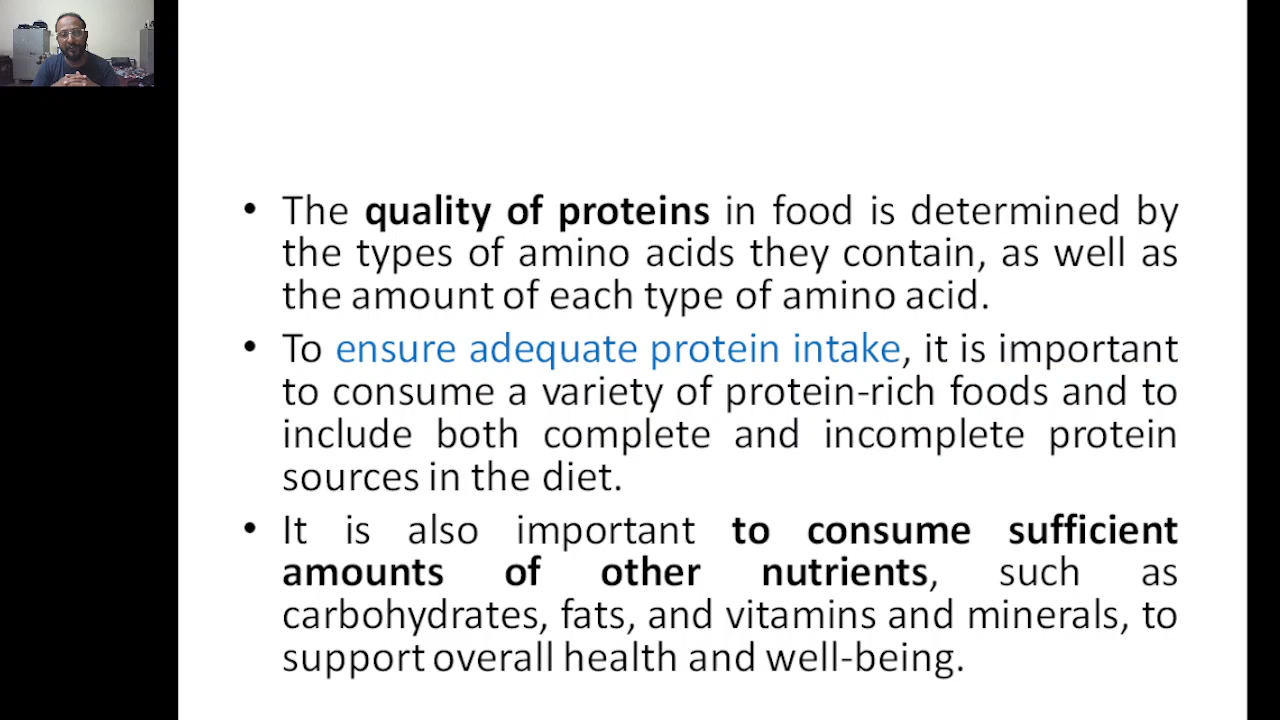 • The quality of proteins in food is determined by
the types of amino acids they contain, as well as
the amount of each type of amino acid.
• To ensure adequate protein intake, it is important
to consume a variety of protein-rich foods and to
include both complete and incomplete protein
sources in the diet.
• It is also important to consume sufficient
amounts of other nutrients, such as
carbohydrates, fats, and vitamins and minerals, to
support overall health and well-being.